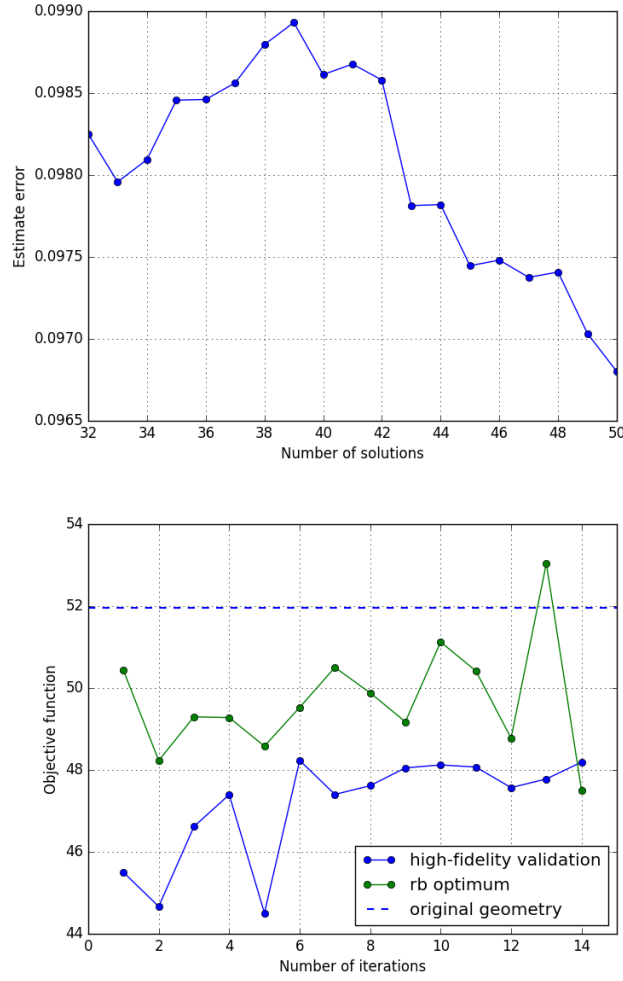 0.0990
0.0985
0.0980
0.0975
0.0970
0.0965
Estimate error
32 34 36 38 40 42 44 46 48 50
Number of solutions
54
52
50
48
46
44
Objective function
high-fidelity validation
rb optimum
original geometry
0 2 4 6 8 10 12 14
Number of iterations